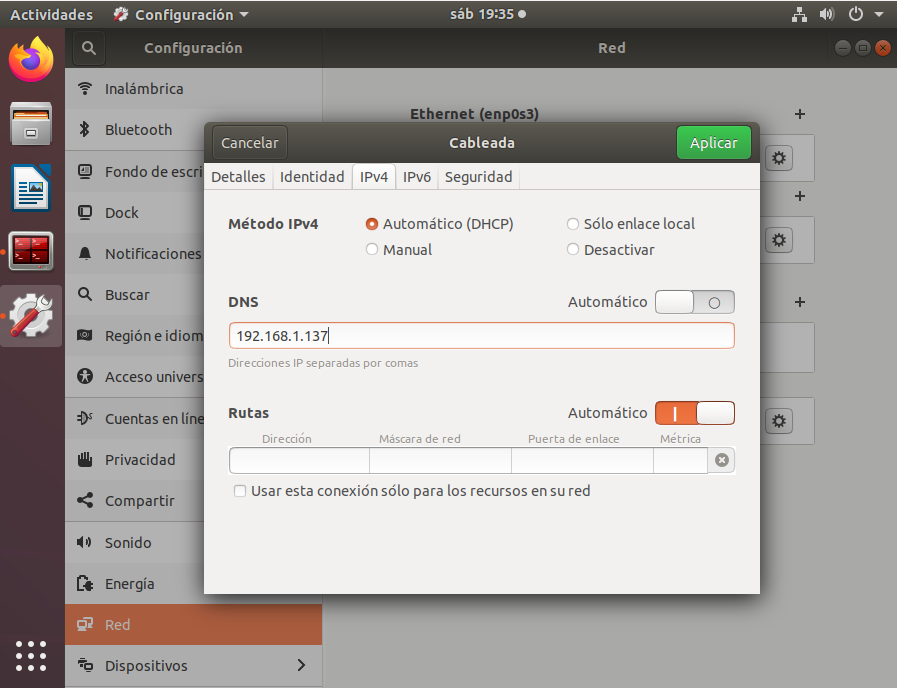 Actividades
Configuración
sáb 19:35
Configuración
Red
Inalámbrica
Bluetooth
Fondo de escri
Dock
Notificaciones
Buscar
Región e idiom
Acceso univers
Cuentas en líne
Privacidad
Compartir
Sonido
Energía
Red
Dispositivos
Ethernet (enp0s3)
Cancelar
Cableada
Aplicar
Detalles
Identidad
IPv4
IPv6
Seguridad
Método IPv4
Automático (DHCP)
Sólo enlace local
Manual
Desactivar
DNS
Automático
192.168.1.137
Direcciones IP separadas por comas
Rutas
Automático
Dirección
Máscara de red
Puerta de enlace
Métrica
Usar esta conexión sólo para los recursos en su red